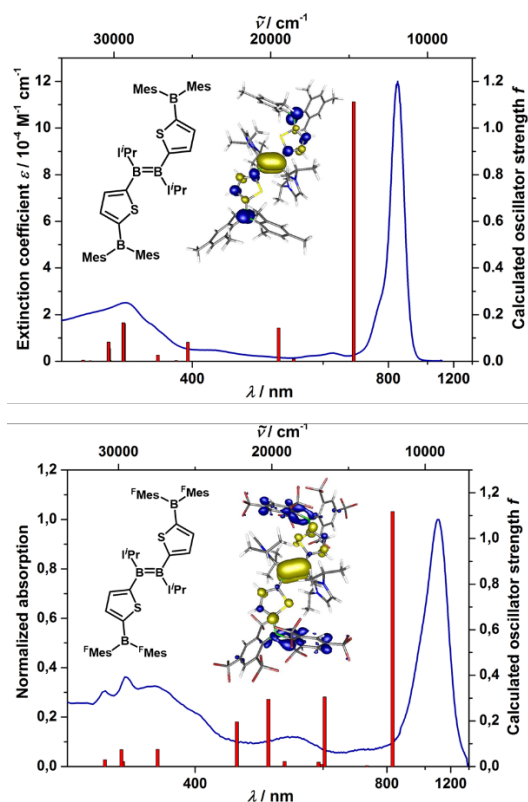 ν̃ / cm⁻¹
30000 20000 10000
Extinction coefficient ε / 10⁻⁴ M⁻¹ cm⁻¹
12
10
8
6
4
2
0
Mes B Mes
S
IⁱPr
B=B
IⁱPr
S
Mes B Mes
1.2
1.0
0.8
0.6
0.4
0.2
0.0
Calculated oscillator strength f
400 800 1200
λ / nm
ν̃ / cm⁻¹
30000 20000 10000
Normalized absorption
1,2
1,0
0,8
0,6
0,4
0,2
0,0
FMes B FMes
S
IⁱPr
B=B
IⁱPr
S
FMes B FMes
1,2
1,0
0,8
0,6
0,4
0,2
0,0
Calculated oscillator strength f
400 800 1200
λ / nm